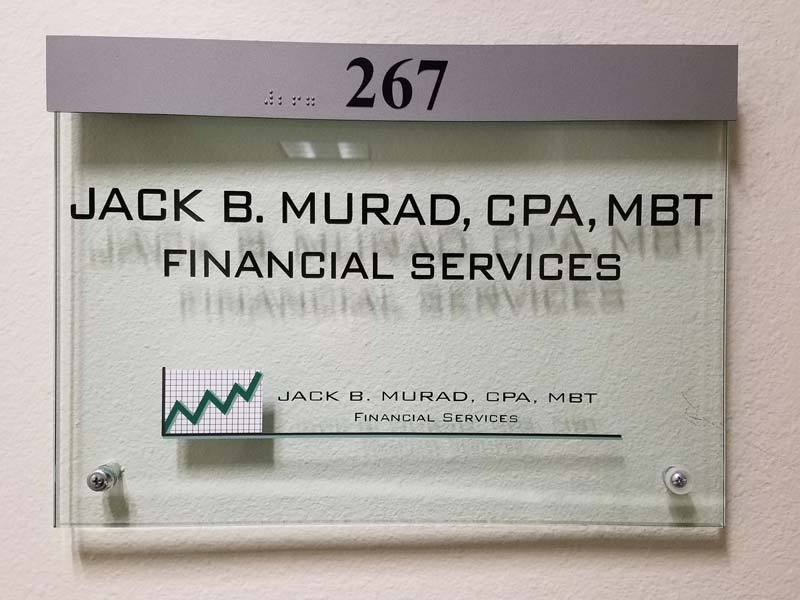 267
JACK B. MURAD, CPA, MBT
FINANCIAL SERVICES
JACK B. MURAD, CPA, MBT
FINANCIAL SERVICES